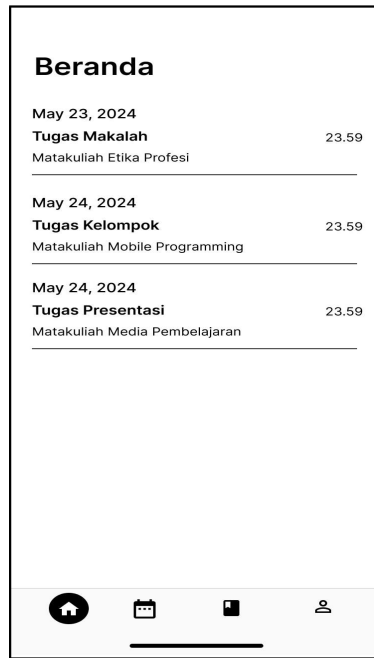 Beranda
May 23, 2024
Tugas Makalah 23.59
Matakuliah Etika Profesi
May 24, 2024
Tugas Kelompok 23.59
Matakuliah Mobile Programming
May 24, 2024
Tugas Presentasi 23.59
Matakuliah Media Pembelajaran